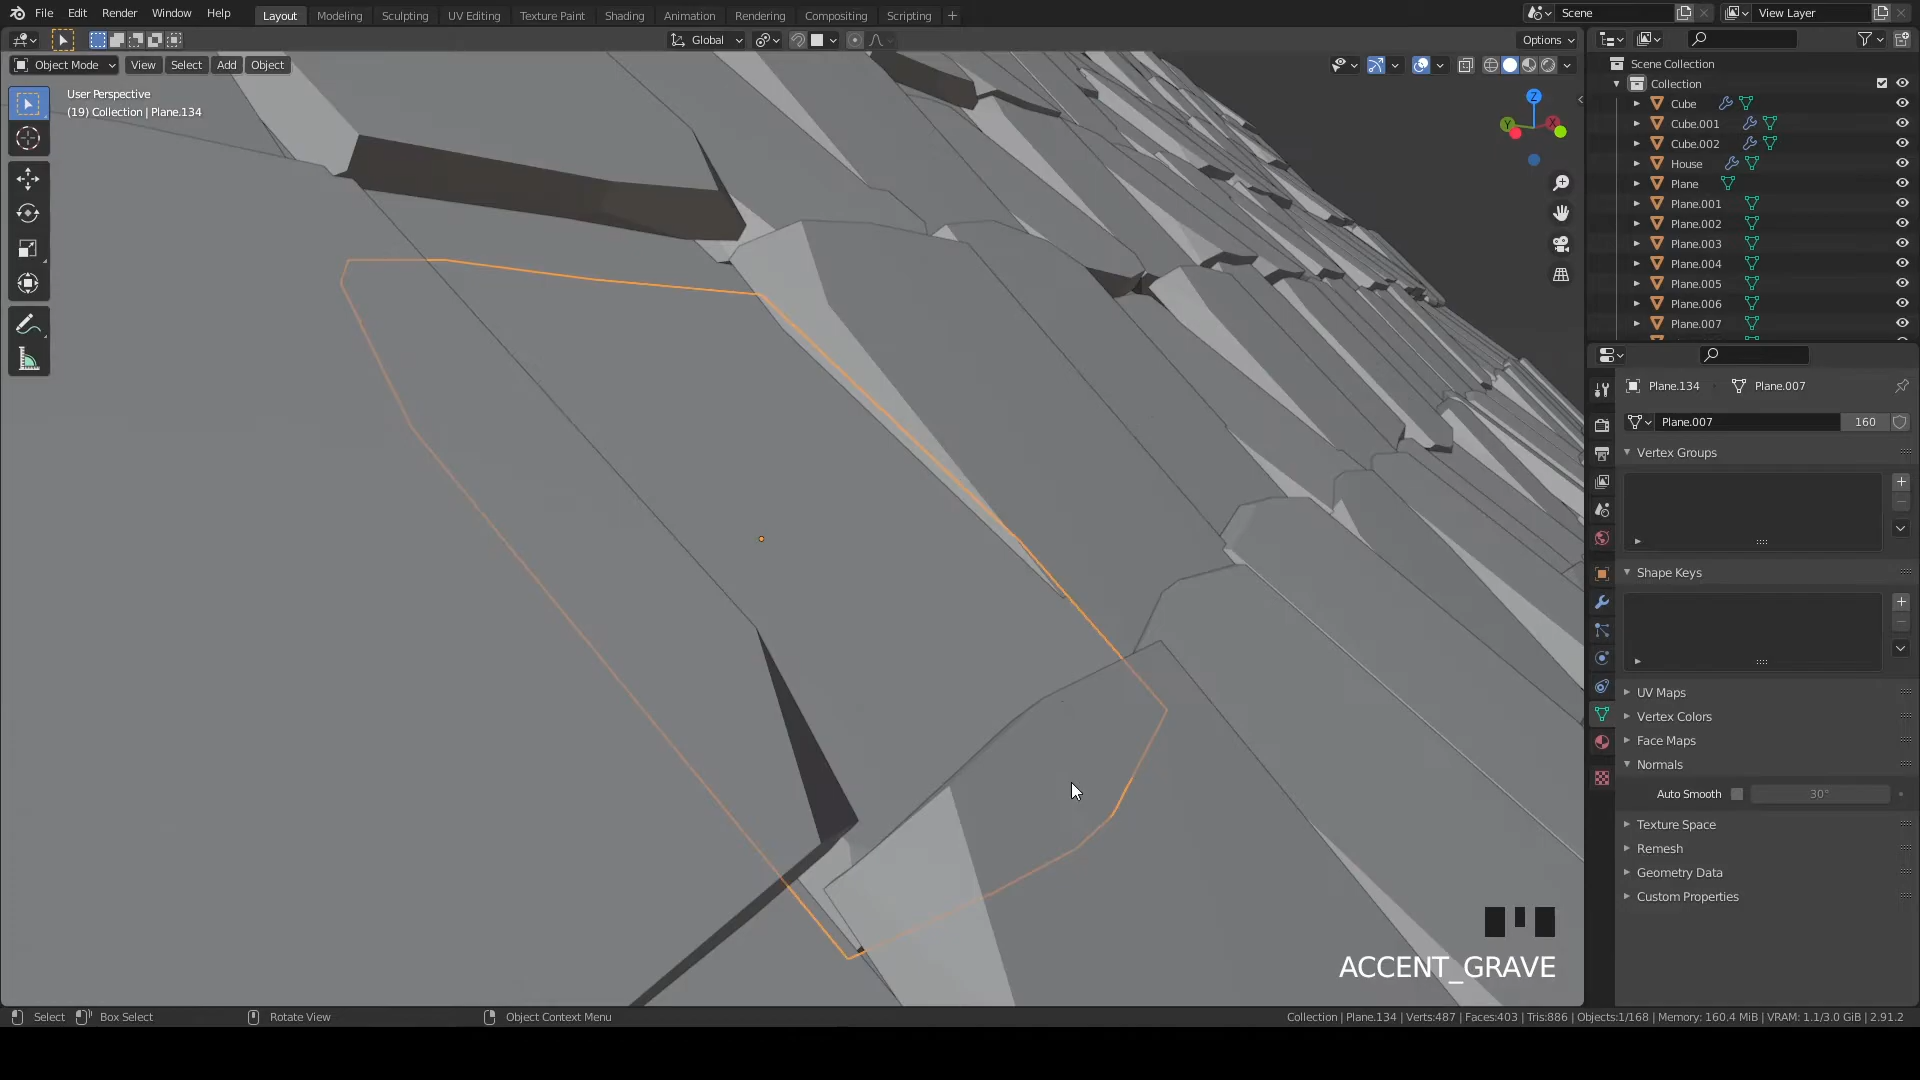 File Edit Render Window Help
Layout Modeling Sculpting UV Editing Texture Paint Shading Animation Rendering Compositing Scripting +
Scene View Layer
Global Options
Object Mode View Select Add Object
User Perspective
(19) Collection | Plane.134
Z
Y X
Scene Collection
Collection
Cube
Cube.001
Cube.002
House
Plane
Plane.001
Plane.002
Plane.003
Plane.004
Plane.005
Plane.006
Plane.007
Plane.134 Plane.007
Plane.007 160
Vertex Groups
Shape Keys
UV Maps
Vertex Colors
Face Maps
Normals
Auto Smooth 30°
Texture Space
Remesh
Geometry Data
Custom Properties
ACCENT_GRAVE
Select Box Select Rotate View Object Context Menu
Collection | Plane.134 | Verts:487 | Faces:403 | Tris:886 | Objects:1/168 | Memory: 160.4 MiB | VRAM: 1.1/3.0 GiB | 2.91.2